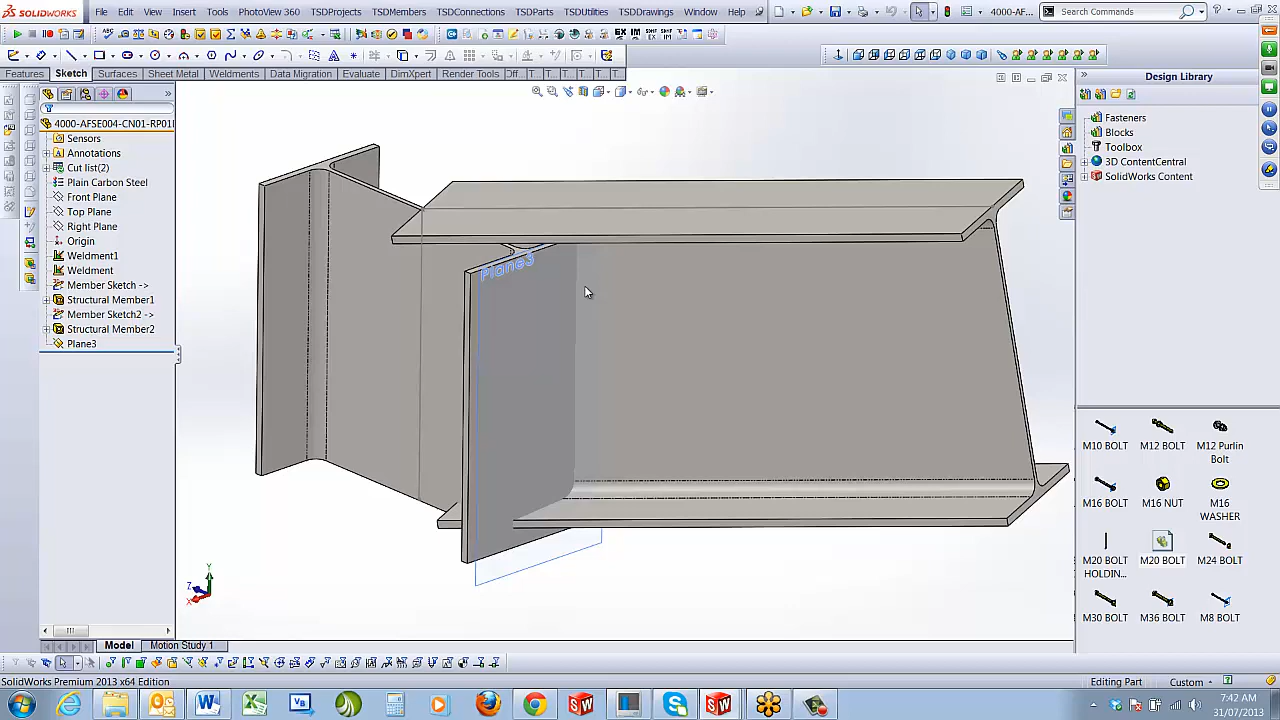 SOLIDWORKS File Edit View Insert Tools PhotoView 360 TSDProjects TSDMembers TSDConnections TSDParts TSDUtilities TSDDrawings Window Help 4000-AF... Search Commands
Features Sketch Surfaces Sheet Metal Weldments Data Migration Evaluate DimXpert Render Tools Off T... T... T... T... T...
Design Library
4000-AFSE004-CN01-RP01
Sensors
Annotations
Cut list(2)
Plain Carbon Steel
Front Plane
Top Plane
Right Plane
Origin
Weldment1
Weldment
Member Sketch ->
Structural Member1
Member Sketch2 ->
Structural Member2
Plane3
Plane3
Y
Z
X
Fasteners
Blocks
Toolbox
3D ContentCentral
SolidWorks Content
M10 BOLT M12 BOLT M12 Purlin Bolt
M16 BOLT M16 NUT M16 WASHER
M20 BOLT HOLDIN... M20 BOLT M24 BOLT
M30 BOLT M36 BOLT M8 BOLT
Model Motion Study 1
SolidWorks Premium 2013 x64 Edition Editing Part Custom
7:42 AM
31/07/2013